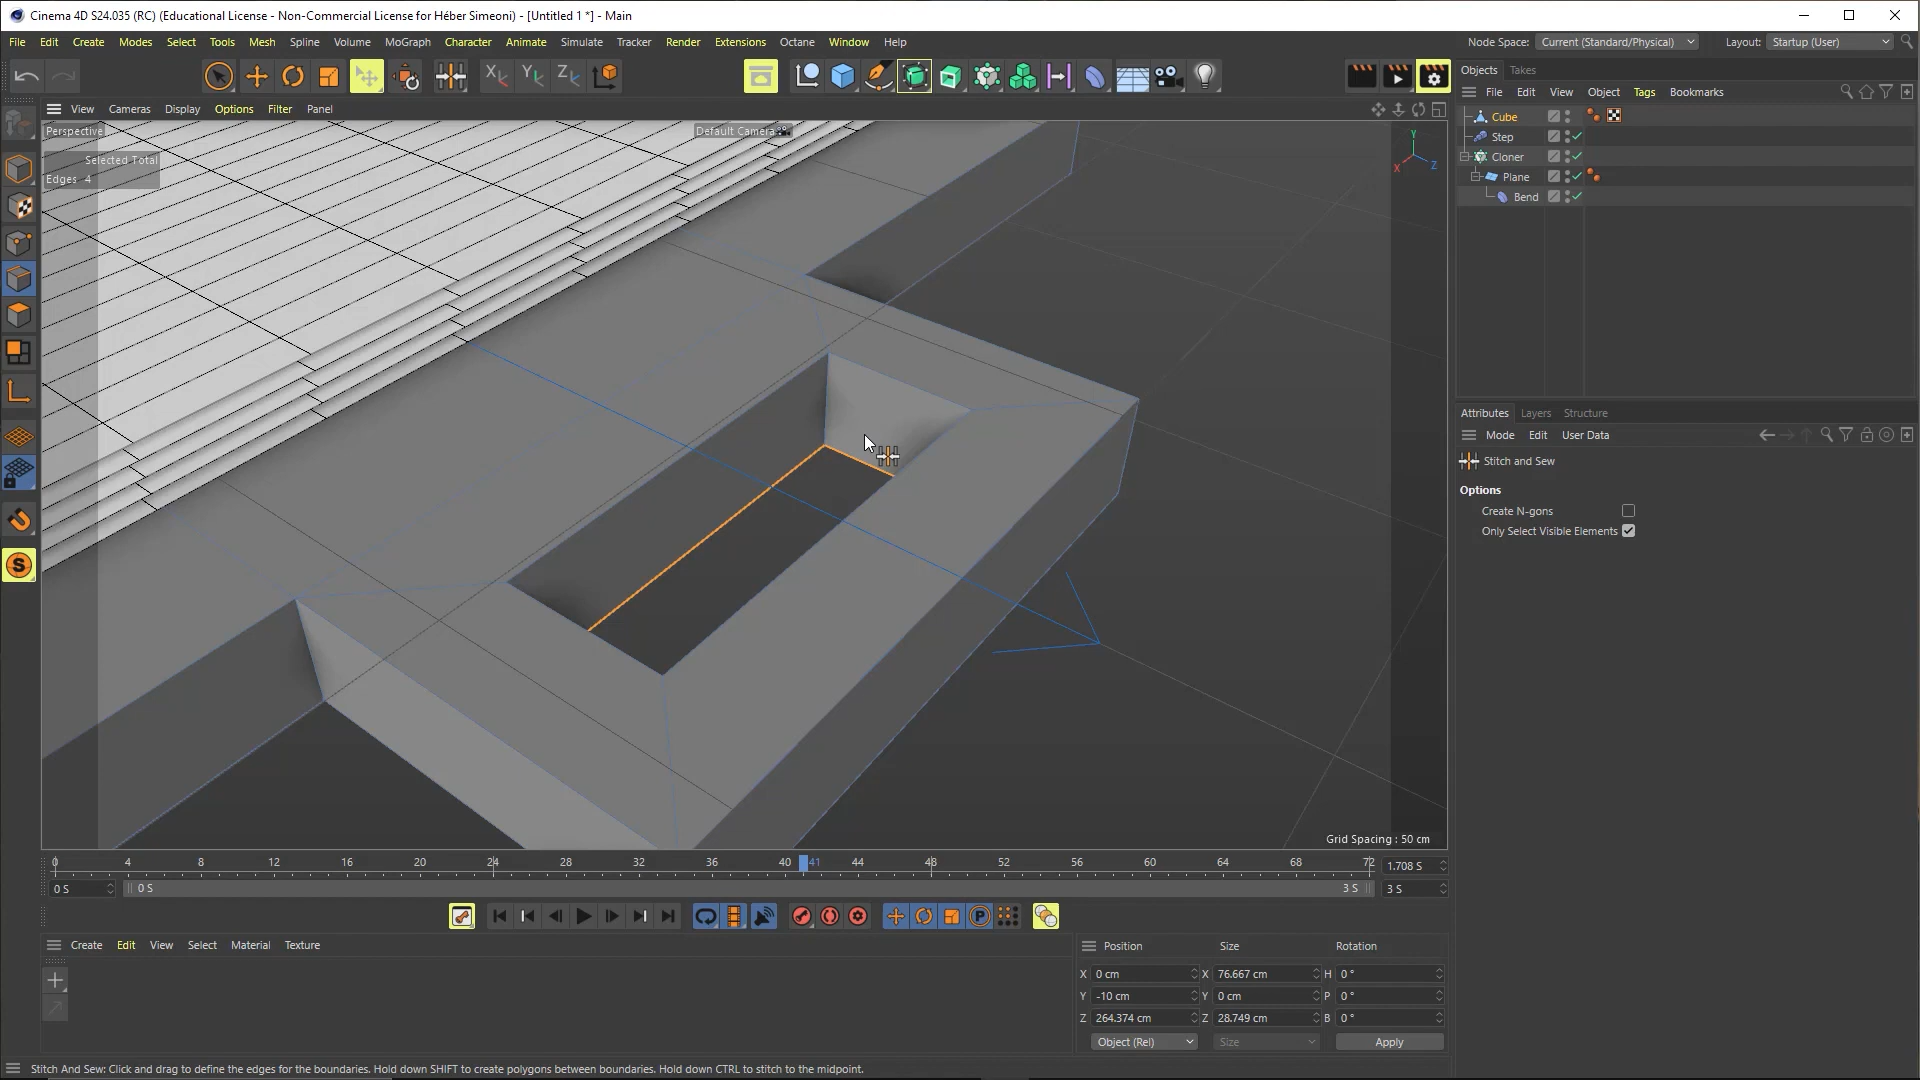 Cinema 4D S24.035 (RC) (Educational License - Non-Commercial License for Héber Simeoni) - [Untitled 1 *] - Main
File Edit Create Modes Select Tools Mesh Spline Volume MoGraph Character Animate Simulate Tracker Render Extensions Octane Window Help Node Space: Current (Standard/Physical) Layout: Startup (User)
X Y Z
Objects Takes
View Cameras Display Options Filter Panel
File Edit View Object Tags Bookmarks
Perspective
Default Camera
Selected Total
Edges 4
Y
X Z
Cube
Step
Cloner
Plane
Bend
Attributes Layers Structure
Mode Edit User Data
Stitch and Sew
Options
Create N-gons
Only Select Visible Elements
S
Grid Spacing : 50 cm
0 4 8 12 16 20 24 28 32 36 40 41 44 48 52 56 60 64 68 72 1.708 S
0 S 0 S 3 S 3 S
P
Create Edit View Select Material Texture
Position Size Rotation
X 0 cm X 76.667 cm H 0 °
Y -10 cm Y 0 cm P 0 °
Z 264.374 cm Z 28.749 cm B 0 °
Object (Rel) Size Apply
Stitch And Sew: Click and drag to define the edges for the boundaries. Hold down SHIFT to create polygons between boundaries. Hold down CTRL to stitch to the midpoint.